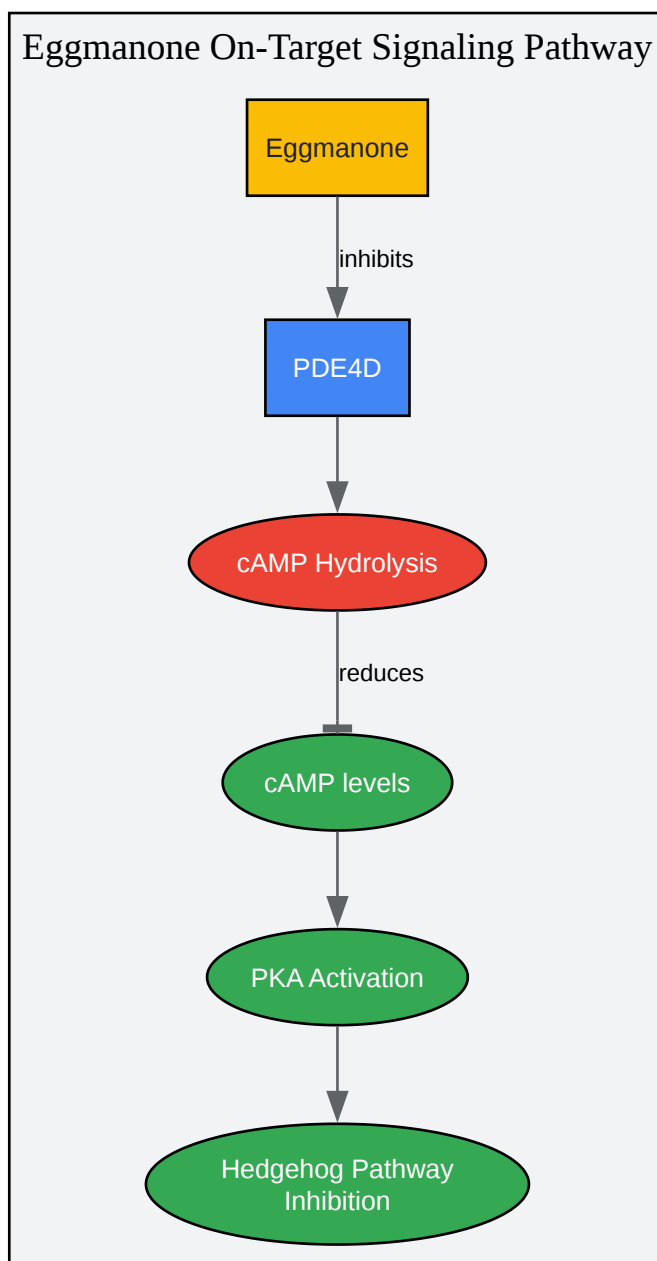 Eggmanone On-Target Signaling Pathway
Eggmanone
inhibits
PDE4D
cAMP Hydrolysis
reduces
cAMP levels
PKA Activation
Hedgehog Pathway
Inhibition